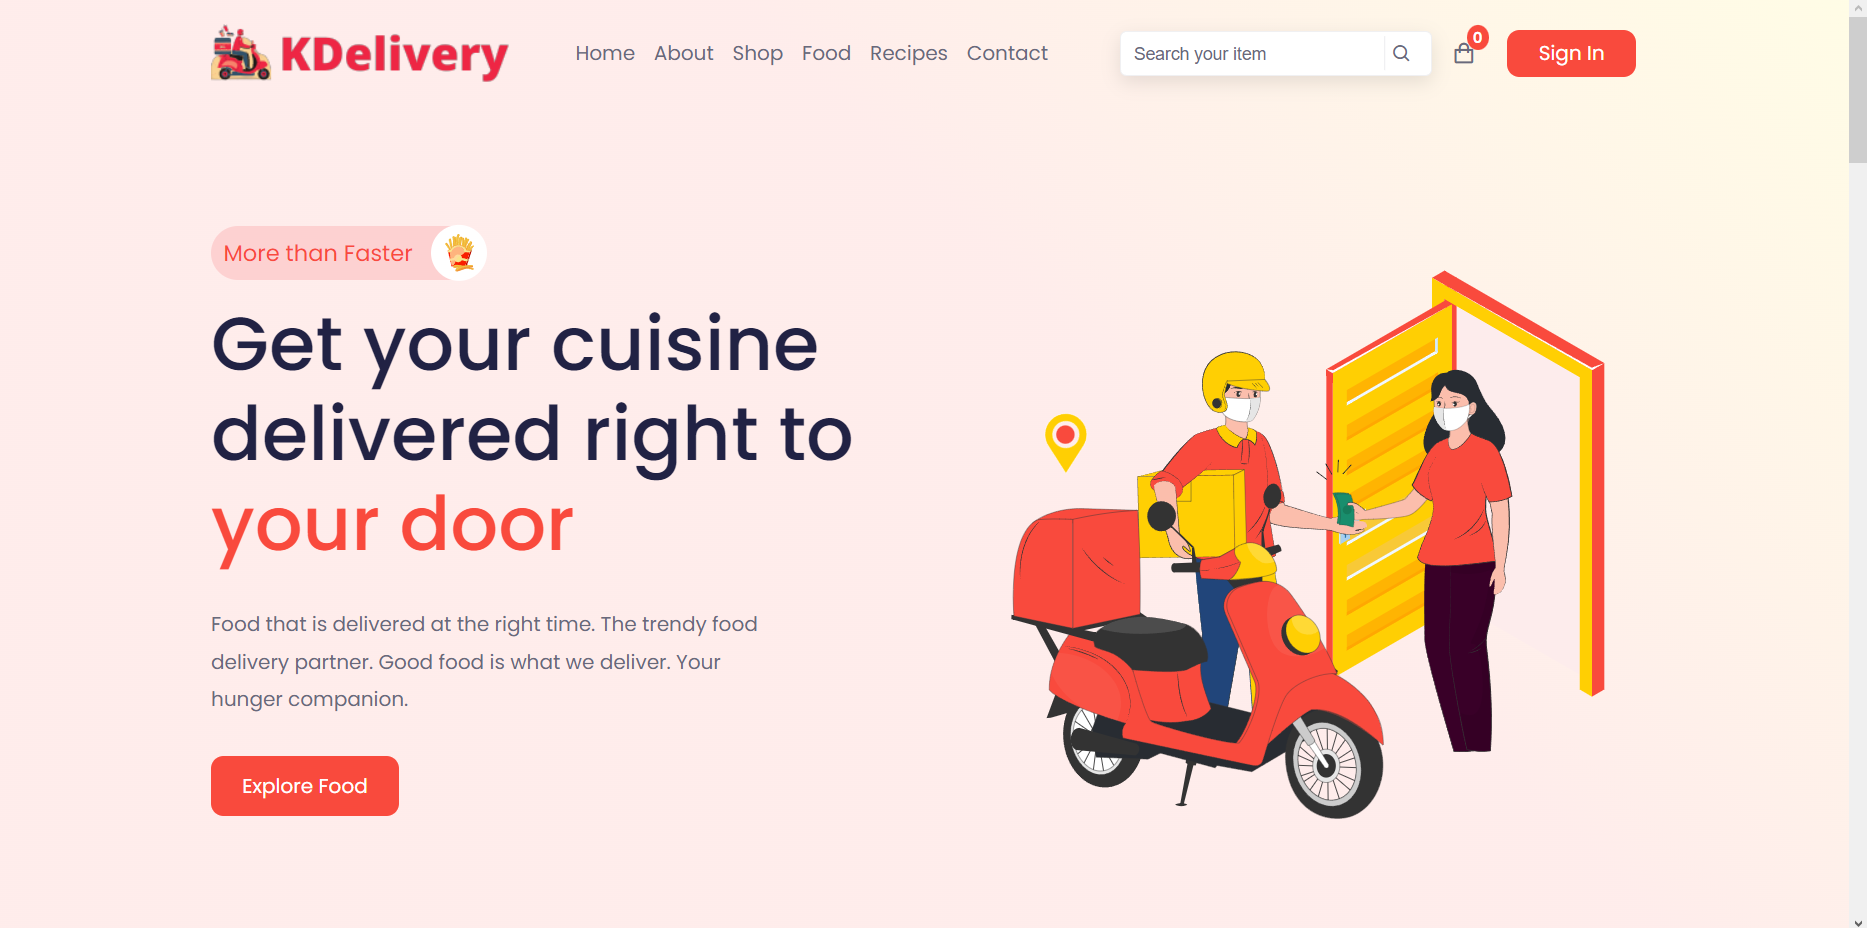 KDelivery
Home About Shop Food Recipes Contact
Search your item
0
Sign In
More than Faster
Get your cuisine
delivered right to
your door
Food that is delivered at the right time. The trendy food
delivery partner. Good food is what we deliver. Your
hunger companion.
Explore Food